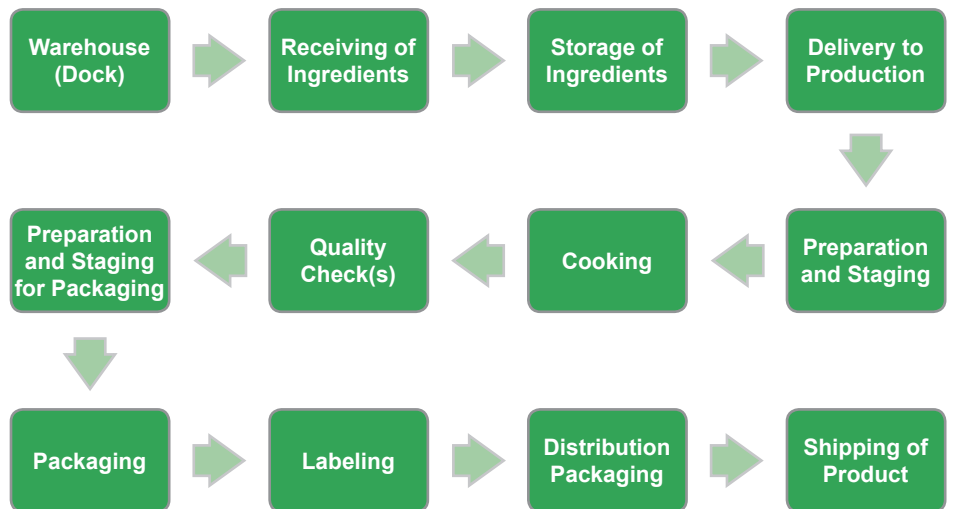 Warehouse
(Dock)
Receiving of
Ingredients
Storage of
Ingredients
Delivery to
Production
Preparation
and Staging
Cooking
Quality
Check(s)
Preparation
and Staging
for Packaging
Packaging
Labeling
Distribution
Packaging
Shipping of
Product